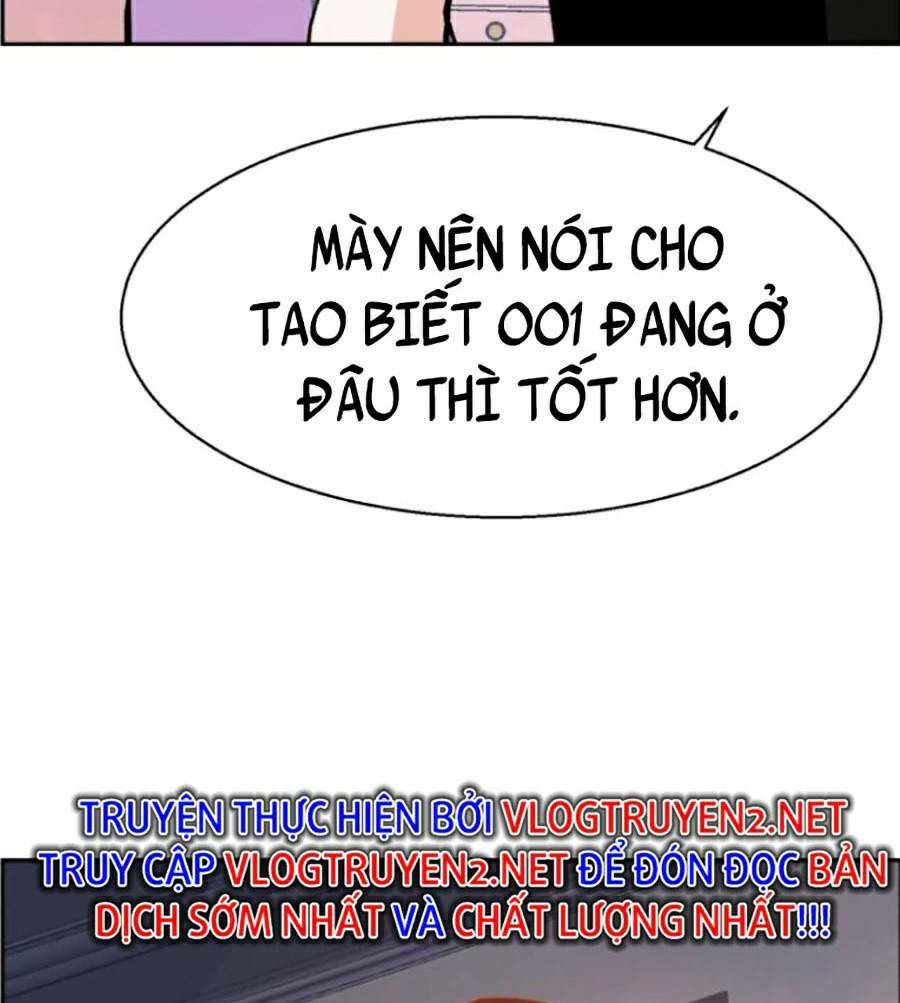 MÀY NÊN NÓI CHO
TAO BIẾT 001 ĐANG Ở
ĐÂU THÌ TỐT HƠN.
TRUYỆN THỰC HIỆN BỞI VLOGTRUYEN2.NET
TRUY CẬP VLOGTRUYEN2.NET ĐỂ ĐÓN ĐỌC BẢN
DỊCH SỚM NHẤT VÀ CHẤT LƯỢNG NHẤT!!!